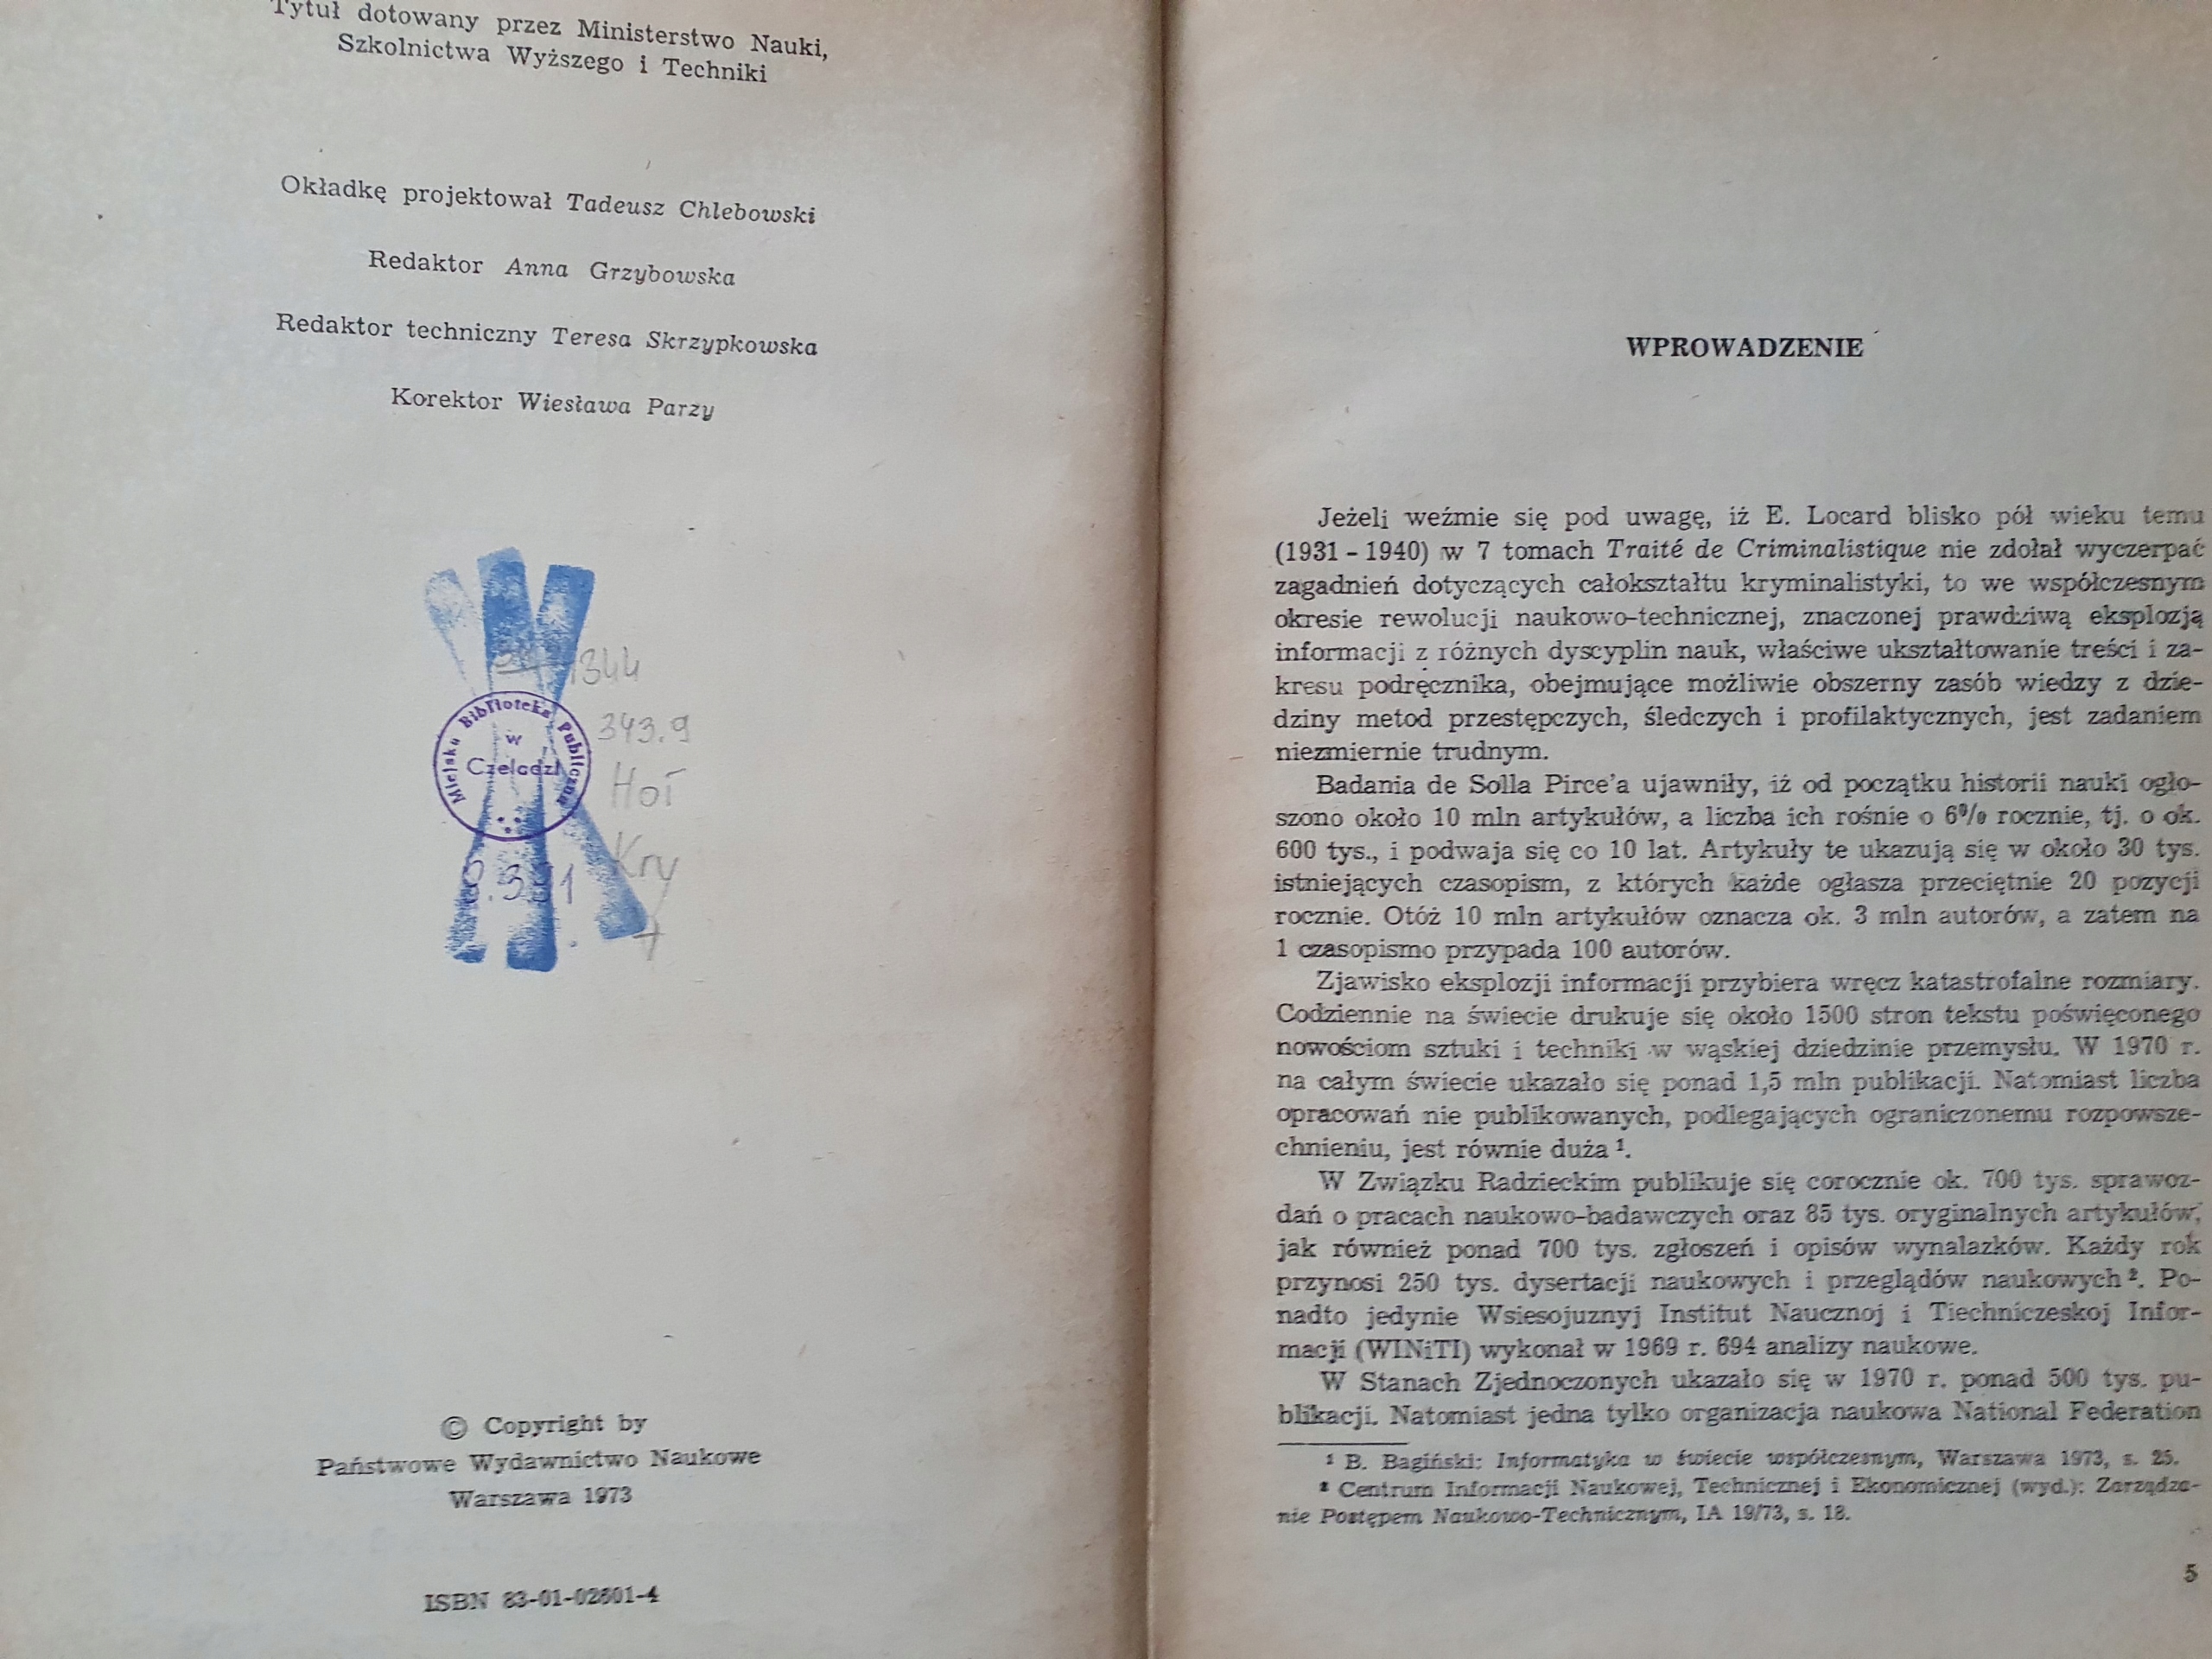 Tytuł dotowany przez Ministerstwo Nauki,
Szkolnictwa Wyższego i Techniki
Okładkę projektował Tadeusz Chlebowski
Redaktor Anna Grzybowska
Redaktor techniczny Teresa Skrzypkowska
Korektor Wiesława Parzy
1344
343.9
Hoł
Kry
Miejska Biblioteka Publiczna
w
Czeladzi
© Copyright by
Państwowe Wydawnictwo Naukowe
Warszawa 1973
ISBN 83-01-02601-4
WPROWADZENIE
Jeżeli weźmie się pod uwagę, iż E. Locard blisko pół wieku temu
(1931-1940) w 7 tomach Traité de Criminalistique nie zdołał wyczerpać
zagadnień dotyczących całokształtu kryminalistyki, to we współczesnym
okresie rewolucji naukowo-technicznej, znaczonej prawdziwą eksplozją
informacji z różnych dyscyplin nauk, właściwe ukształtowanie treści i za-
kresu podręcznika, obejmujące możliwie obszerny zasób wiedzy z dzie-
dziny metod przestępczych, śledczych i profilaktycznych, jest zadaniem
niezmiernie trudnym.
Badania de Solla Pirce'a ujawniły, iż od początku historii nauki ogło-
szono około 10 mln artykułów, a liczba ich rośnie o 6% rocznie, tj. o ok.
600 tys., i podwaja się co 10 lat. Artykuły te ukazują się w około 30 tys.
istniejących czasopism, z których każde ogłasza przeciętnie 20 pozycji
rocznie. Otóż 10 mln artykułów oznacza ok. 3 mln autorów, a zatem na
1 czasopismo przypada 100 autorów.
Zjawisko eksplozji informacji przybiera wręcz katastrofalne rozmiary.
Codziennie na świecie drukuje się około 1500 stron tekstu poświęconego
nowościom sztuki i techniki w wąskiej dziedzinie przemysłu. W 1970 r.
na całym świecie ukazało się ponad 1,5 mln publikacji. Natomiast liczba
opracowań nie publikowanych, podlegających ograniczonemu rozpowsze-
chnieniu, jest równie duża ¹.
W Związku Radzieckim publikuje się corocznie ok. 700 tys. sprawoz-
dań o pracach naukowo-badawczych oraz 85 tys. oryginalnych artykułów,
jak również ponad 700 tys. zgłoszeń i opisów wynalazków. Każdy rok
przynosi 250 tys. dysertacji naukowych i przeglądów naukowych ². Po-
nadto jedynie Wsiesojuznyj Institut Naucznoj i Tiechniczeskoj Infor-
macji (WINiTI) wykonał w 1969 r. 694 analizy naukowe.
W Stanach Zjednoczonych ukazało się w 1970 r. ponad 500 tys. pu-
blikacji. Natomiast jedna tylko organizacja naukowa National Federation
¹ B. Bagiński: Informatyka w świecie współczesnym, Warszawa 1973, s. 25.
² Centrum Informacji Naukowej, Technicznej i Ekonomicznej (wyd.): Zarządza-
nie Postępem Naukowo-Technicznym, IA 19/73, s. 18.
5